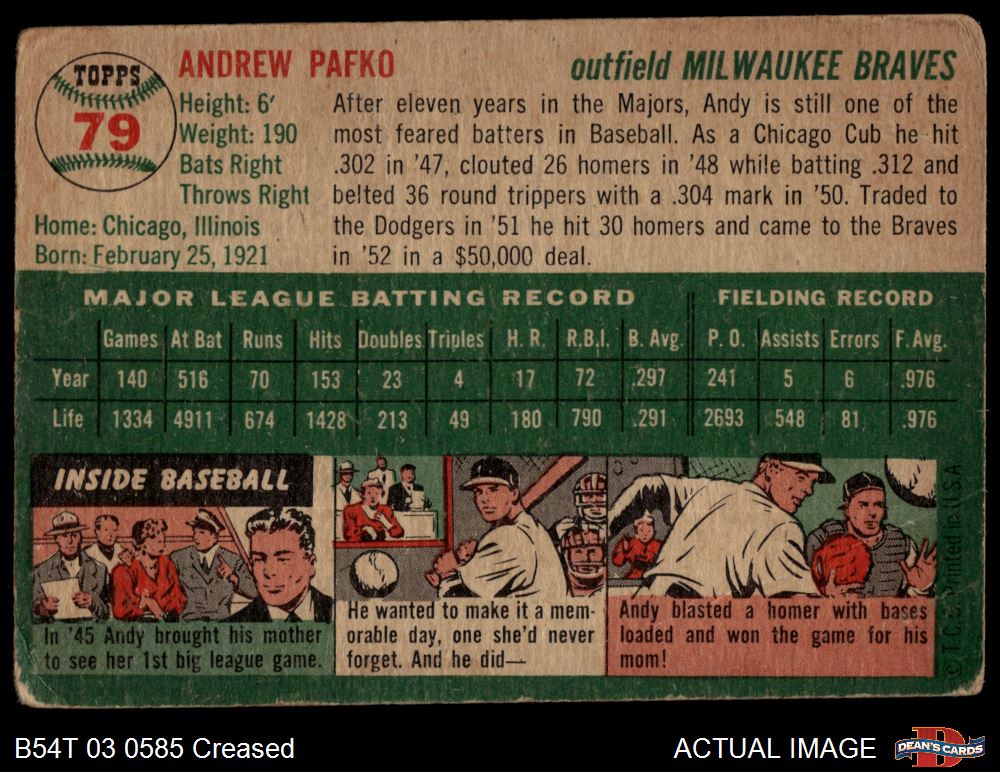 TOPPS
79
ANDREW PAFKO
outfield MILWAUKEE BRAVES
Height: 6'
Weight: 190
Bats Right
Throws Right
Home: Chicago, Illinois
Born: February 25, 1921
After eleven years in the Majors, Andy is still one of the
most feared batters in Baseball. As a Chicago Cub he hit
.302 in '47, clouted 26 homers in '48 while batting .312 and
belted 36 round trippers with a .304 mark in '50. Traded to
the Dodgers in '51 he hit 30 homers and came to the Braves
in '52 in a $50,000 deal.
MAJOR LEAGUE BATTING RECORD FIELDING RECORD
Games At Bat Runs Hits Doubles Triples H. R. R.B.I. B. Avg. P. O. Assists Errors F. Avg.
Year 140 516 70 153 23 4 17 72 .297 241 5 6 .976
Life 1334 4911 674 1428 213 49 180 790 .291 2693 548 81 .976
INSIDE BASEBALL
In '45 Andy brought his mother
to see her 1st big league game.
He wanted to make it a mem-
orable day, one she'd never
forget. And he did—
Andy blasted a homer with bases
loaded and won the game for his
mom!
© T.C.G. Printed in U.S.A.
B54T 03 0585 Creased
ACTUAL IMAGE
DEAN'S CARDS